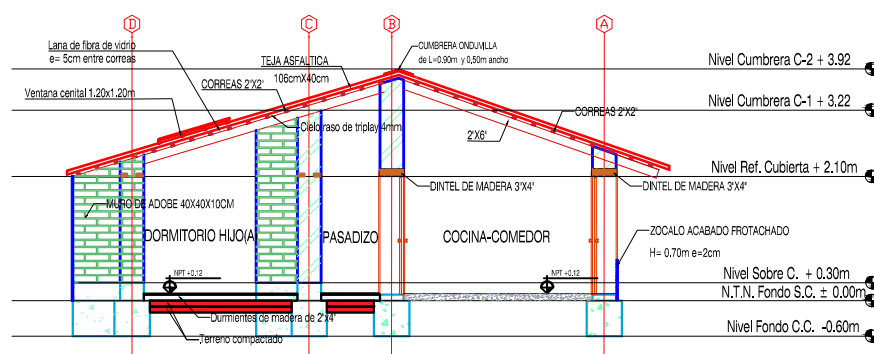 D
C
B
A
Lana de fibra de vidrio
e= 5cm entre correas
TEJA ASFALTICA
106cmX40cm
CUMBRERA ONDUVILLA
de L=0.90m y 0,50m ancho
Nivel Cumbrera C-2 + 3.92
Ventana cenital 1.20x1.20m
CORREAS 2"X2"
Nivel Cumbrera C-1 + 3.22
CORREAS 2"X2"
Cielo raso de triplay 4mm
2"X6"
Nivel Ref. Cubierta + 2.10m
DINTEL DE MADERA 3"X4"
DINTEL DE MADERA 3"X4"
MURO DE ADOBE 40X40X10CM
DORMITORIO HIJO(A)
PASADIZO
COCINA-COMEDOR
ZOCALO ACABADO FROTACHADO
H= 0.70m e=2cm
NPT +0.12
NPT +0.12
Nivel Sobre C. + 0.30m
N.T.N. Fondo S.C. ± 0.00m
Durmientes de madera de 2"x4"
Nivel Fondo C.C. -0.60m
Terreno compactado